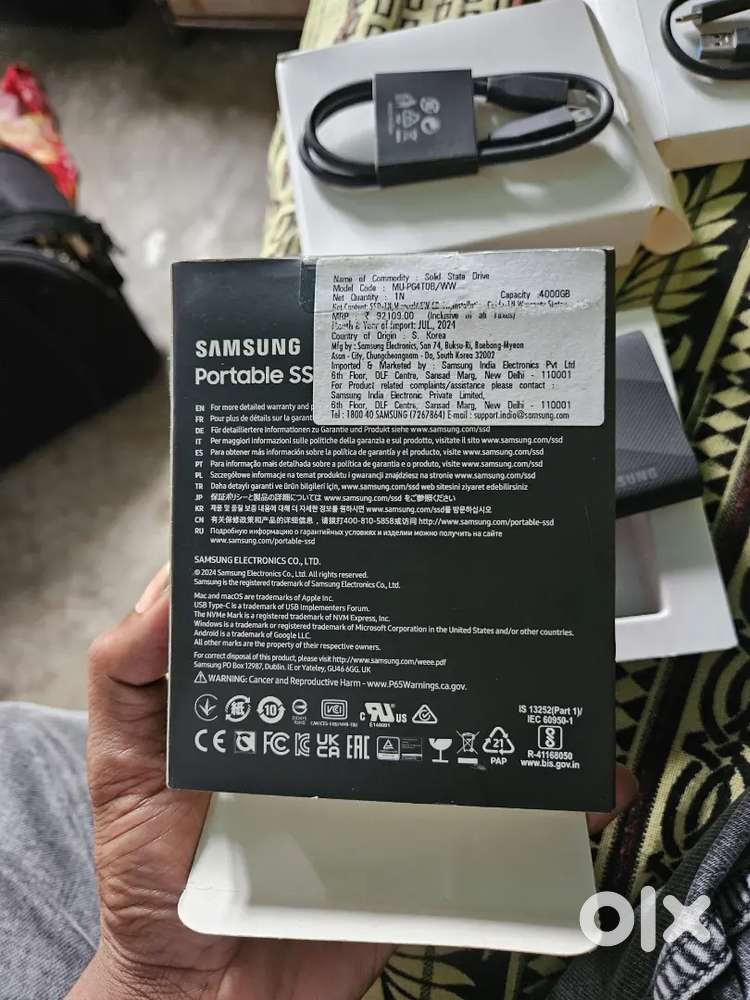 Name of Commodity : Solid State Drive
Model Code : MU-PG4T0B/WW
Net Quantity : 1N Capacity :4000GB
MRP : ₹ 92109.00 (Inclusive of all Taxes)
Month & Year of Import: JUL., 2024
Country of Origin : S. Korea
Mfg by : Samsung Electronics, San 74, Buksu-Ri, Baebang-Myeon
Asan - City, Chungcheongnam - Do, South Korea 32002
Imported & Marketed by : Samsung India Electronics Pvt Ltd
6th Floor, DLF Centre, Sansad Marg, New Delhi - 110001
For Product related complaints/assistance please contact :
Samsung India Electronic Private Limited,
6th Floor, DLF Centre, Sansad Marg, New Delhi - 110001
Tel : 1800 40 SAMSUNG (7267864) E-mail : support.india@samsung.com
SAMSUNG
Portable SS
EN For more detailed warranty and p
FR Pour plus de détails sur la garant
DE Für detailliertere Informationen zu Garantie und Produkt siehe www.samsung.com/ssd
IT Per maggiori informazioni sulle politiche della garanzia e sul prodotto, visitate il sito www.samsung.com/ssd
ES Para obtener más información sobre la política de garantía y el producto, visite www.samsung.com/ssd
PT Para informação mais detalhada sobre a política de garantia e o produto, visite www.samsung.com/ssd
PL Szczegółowe informacje na temat produktu i gwarancji znajdziesz na stronię www.samsung.com/ssd
TR Daha detaylı garanti ve ürün bilgileri için, www.samsung.com/ssd web sitesini ziyaret edebilirsiniz
JP 保証ポリシーと製品の詳細については www.samsung.com/ssd をご覧ください
KR 제품 및 품질 보증 내용에 대해 더 자세한 정보를 원하시면 www.samsung.com/ssd를 방문하십시오
CN 有关保修政策和产品的详细信息，请拨打400-810-5858或访问 http://www.samsung.com/portable-ssd
RU Подробную информацию о гарантийных условиях и изделии можно получить на сайте
www.samsung.com/portable-ssd
SAMSUNG ELECTRONICS CO., LTD.
© 2024 Samsung Electronics Co., Ltd. All rights reserved.
Samsung is the registered trademark of Samsung Electronics Co., Ltd.
Mac and macOS are trademarks of Apple Inc.
USB Type-C is a trademark of USB Implementers Forum.
The NVMe Mark is a registered trademark of NVM Express, Inc.
Windows is a trademark or registered trademark of Microsoft Corporation in the United States and/or other countries.
Android is a trademark of Google LLC.
All other marks are the property of their respective owners.
For correct disposal of this product, please visit http://www.samsung.com/weee.pdf
Samsung PO Box 12987, Dublin. IE or Yateley, GU46 6GG, UK
WARNING: Cancer and Reproductive Harm - www.P65Warnings.ca.gov.
紙 10 VCI c UR US
E148001
IS 13252(Part 1)/
IEC 60950-1
CE FC UK CA EAC 21
PAP
R-41168050
www.bis.gov.in
SAMSUNG
olx